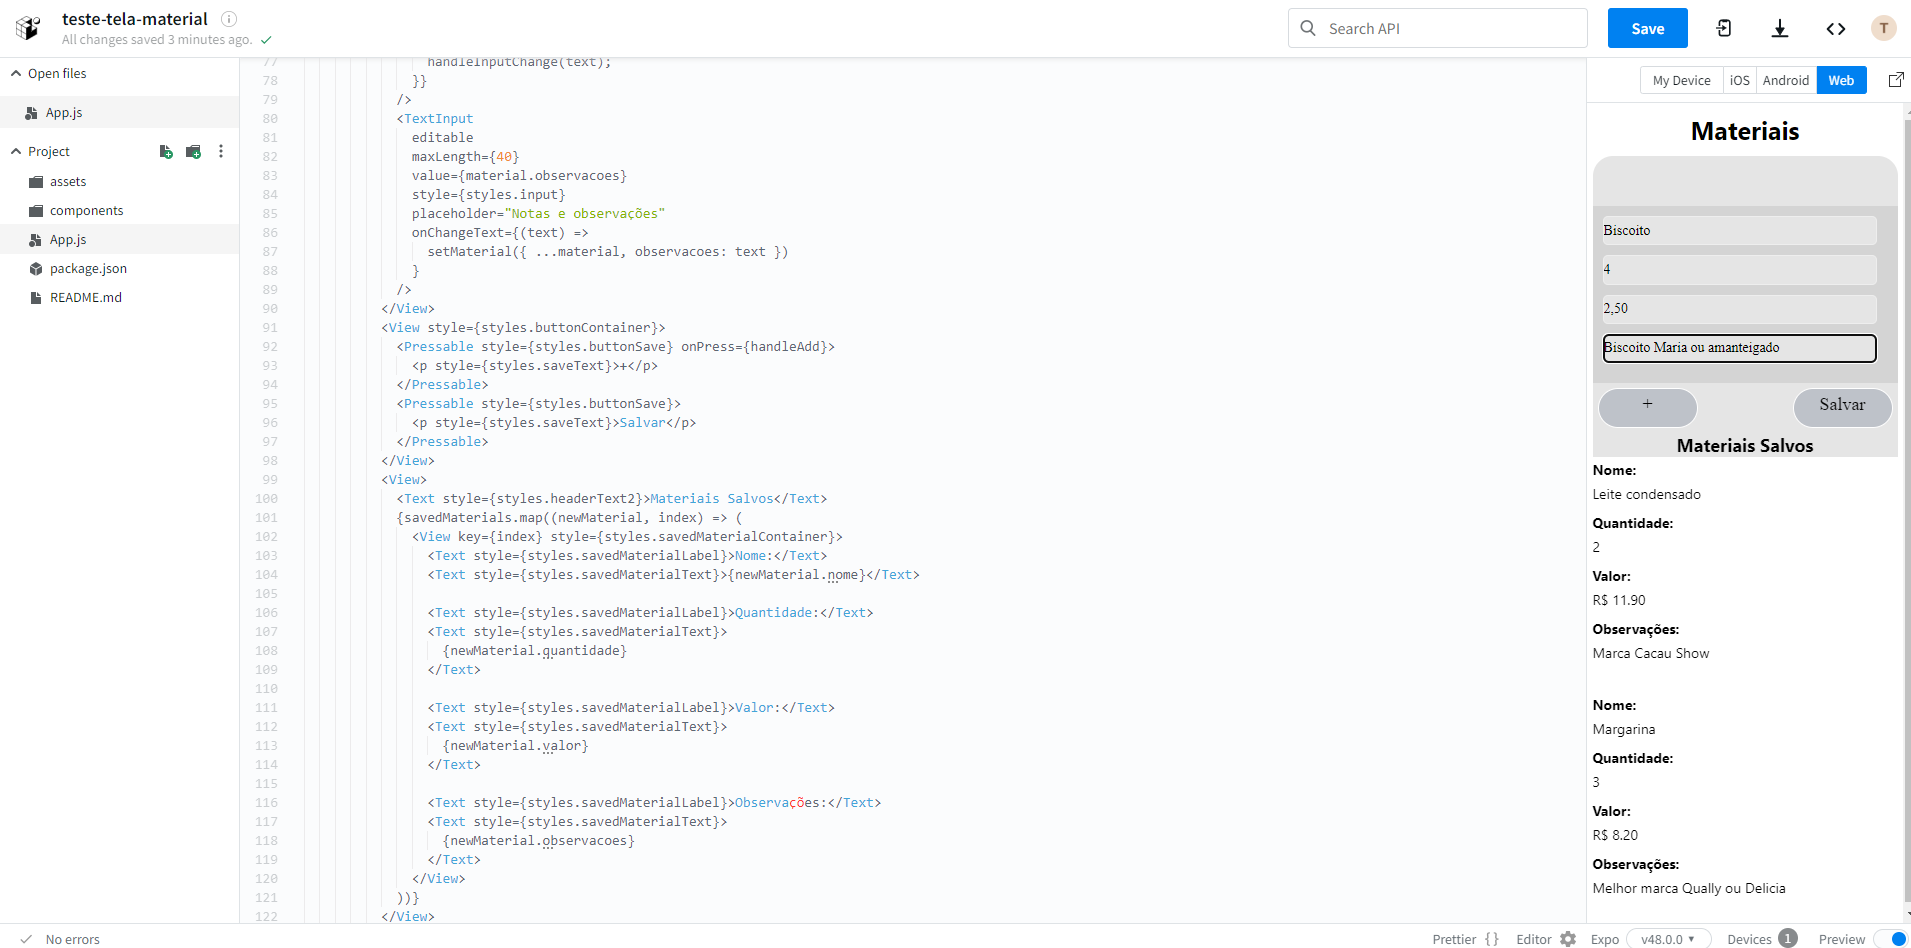 teste-tela-material
All changes saved 3 minutes ago.
Search API
Save
T
Open files
App.js
Project
assets
components
App.js
package.json
README.md
77 handleInputChange(text);
78 }}
79 />
80 <TextInput
81 editable
82 maxLength={40}
83 value={material.observacoes}
84 style={styles.input}
85 placeholder="Notas e observações"
86 onChangeText={(text) =>
87 setMaterial({ ...material, observacoes: text })
88 }
89 />
90 </View>
91 <View style={styles.buttonContainer}>
92 <Pressable style={styles.buttonSave} onPress={handleAdd}>
93 <p style={styles.saveText}>+</p>
94 </Pressable>
95 <Pressable style={styles.buttonSave}>
96 <p style={styles.saveText}>Salvar</p>
97 </Pressable>
98 </View>
99 <View>
100 <Text style={styles.headerText2}>Materiais Salvos</Text>
101 {savedMaterials.map((newMaterial, index) => (
102 <View key={index} style={styles.savedMaterialContainer}>
103 <Text style={styles.savedMaterialLabel}>Nome:</Text>
104 <Text style={styles.savedMaterialText}>{newMaterial.nome}</Text>
105
106 <Text style={styles.savedMaterialLabel}>Quantidade:</Text>
107 <Text style={styles.savedMaterialText}>
108 {newMaterial.quantidade}
109 </Text>
110
111 <Text style={styles.savedMaterialLabel}>Valor:</Text>
112 <Text style={styles.savedMaterialText}>
113 {newMaterial.valor}
114 </Text>
115
116 <Text style={styles.savedMaterialLabel}>Observações:</Text>
117 <Text style={styles.savedMaterialText}>
118 {newMaterial.observacoes}
119 </Text>
120 </View>
121 ))}
122 </View>
My Device iOS Android Web
Materiais
Biscoito
4
2,50
Biscoito Maria ou amanteigado
+ Salvar
Materiais Salvos
Nome:
Leite condensado
Quantidade:
2
Valor:
R$ 11.90
Observações:
Marca Cacau Show
Nome:
Margarina
Quantidade:
3
Valor:
R$ 8.20
Observações:
Melhor marca Qually ou Delicia
No errors
Prettier { } Editor Expo v48.0.0 Devices 1 Preview